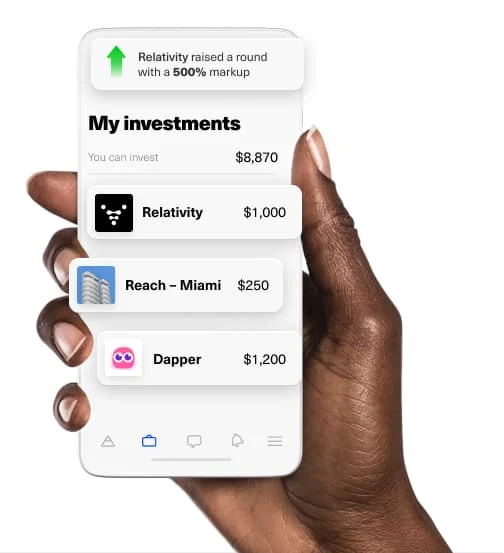 Relativity raised a round
with a 500% markup
My investments
You can invest $8,870
Relativity $1,000
Reach – Miami $250
Dapper $1,200